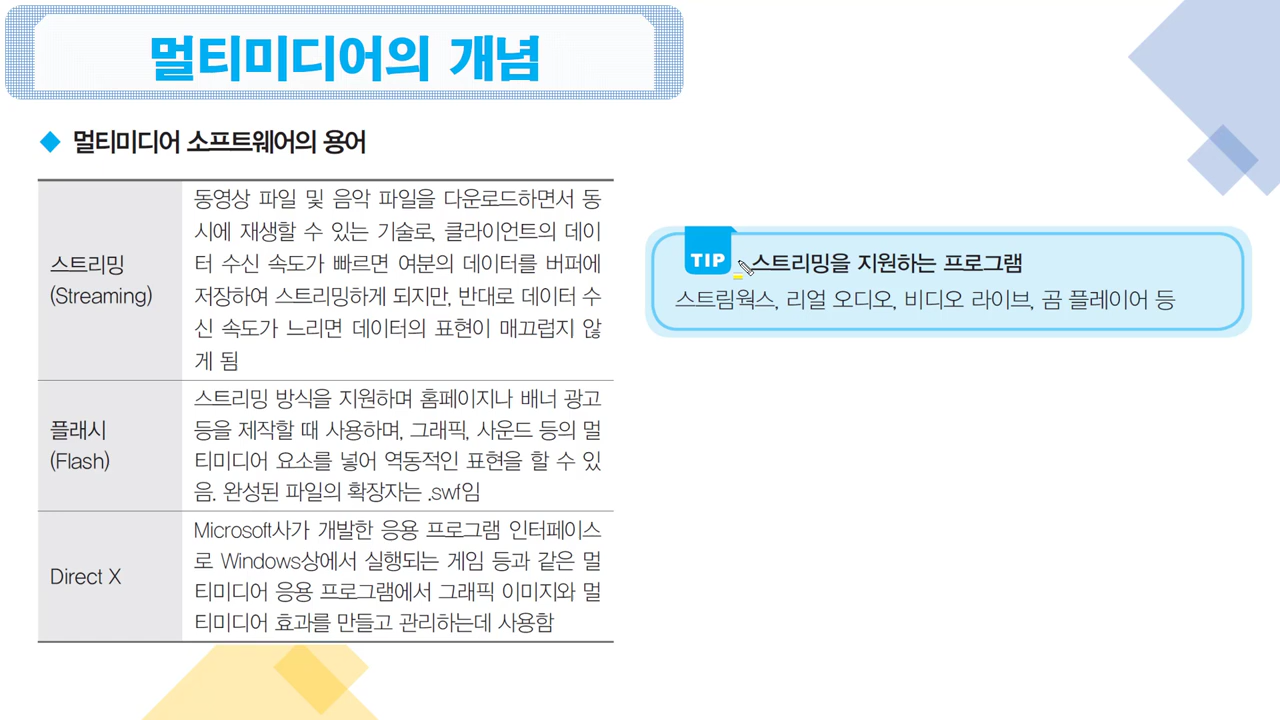 멀티미디어의 개념
멀티미디어 소프트웨어의 용어
스트리밍
(Streaming)
동영상 파일 및 음악 파일을 다운로드하면서 동
시에 재생할 수 있는 기술로, 클라이언트의 데이
터 수신 속도가 빠르면 여분의 데이터를 버퍼에
저장하여 스트리밍하게 되지만, 반대로 데이터 수
신 속도가 느리면 데이터의 표현이 매끄럽지 않
게 됨
플래시
(Flash)
스트리밍 방식을 지원하며 홈페이지나 배너 광고
등을 제작할 때 사용하며, 그래픽, 사운드 등의 멀
티미디어 요소를 넣어 역동적인 표현을 할 수 있
음. 완성된 파일의 확장자는 .swf임
Direct X
Microsoft사가 개발한 응용 프로그램 인터페이스
로 Windows상에서 실행되는 게임 등과 같은 멀
티미디어 응용 프로그램에서 그래픽 이미지와 멀
티미디어 효과를 만들고 관리하는데 사용함
TIP 스트리밍을 지원하는 프로그램
스트림웍스, 리얼 오디오, 비디오 라이브, 곰 플레이어 등